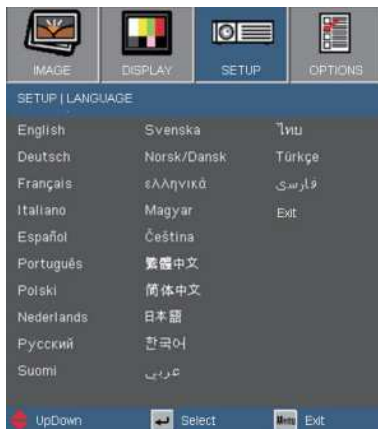 IMAGE DISPLAY SETUP OPTIONS
SETUP | LANGUAGE
English Svenska ไทย
Deutsch Norsk/Dansk Türkçe
Français ελληνικά فارسی
Italiano Magyar Exit
Español Čeština
Português 繁體中文
Polski 简体中文
Nederlands 日本語
Русский 한국어
Suomi عربي
UpDown Select Menu Exit